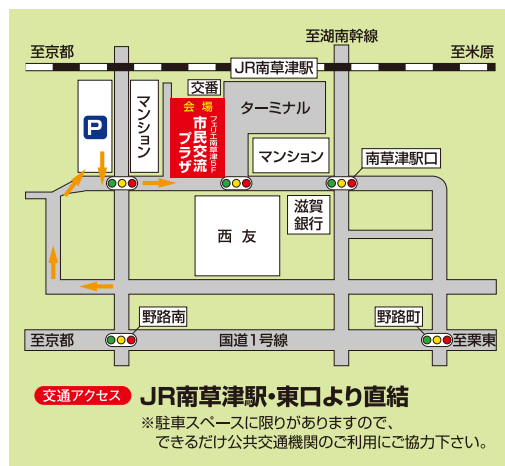 至湖南幹線
至京都
至米原
JR南草津駅
交番
マンション
会場
フェリエ南草津5F
市民交流
プラザ
ターミナル
P
マンション
南草津駅口
西友
滋賀
銀行
野路南
野路町
至京都
国道1号線
至栗東
交通アクセス
JR南草津駅・東口より直結
※駐車スペースに限りがありますので、
できるだけ公共交通機関のご利用にご協力下さい。